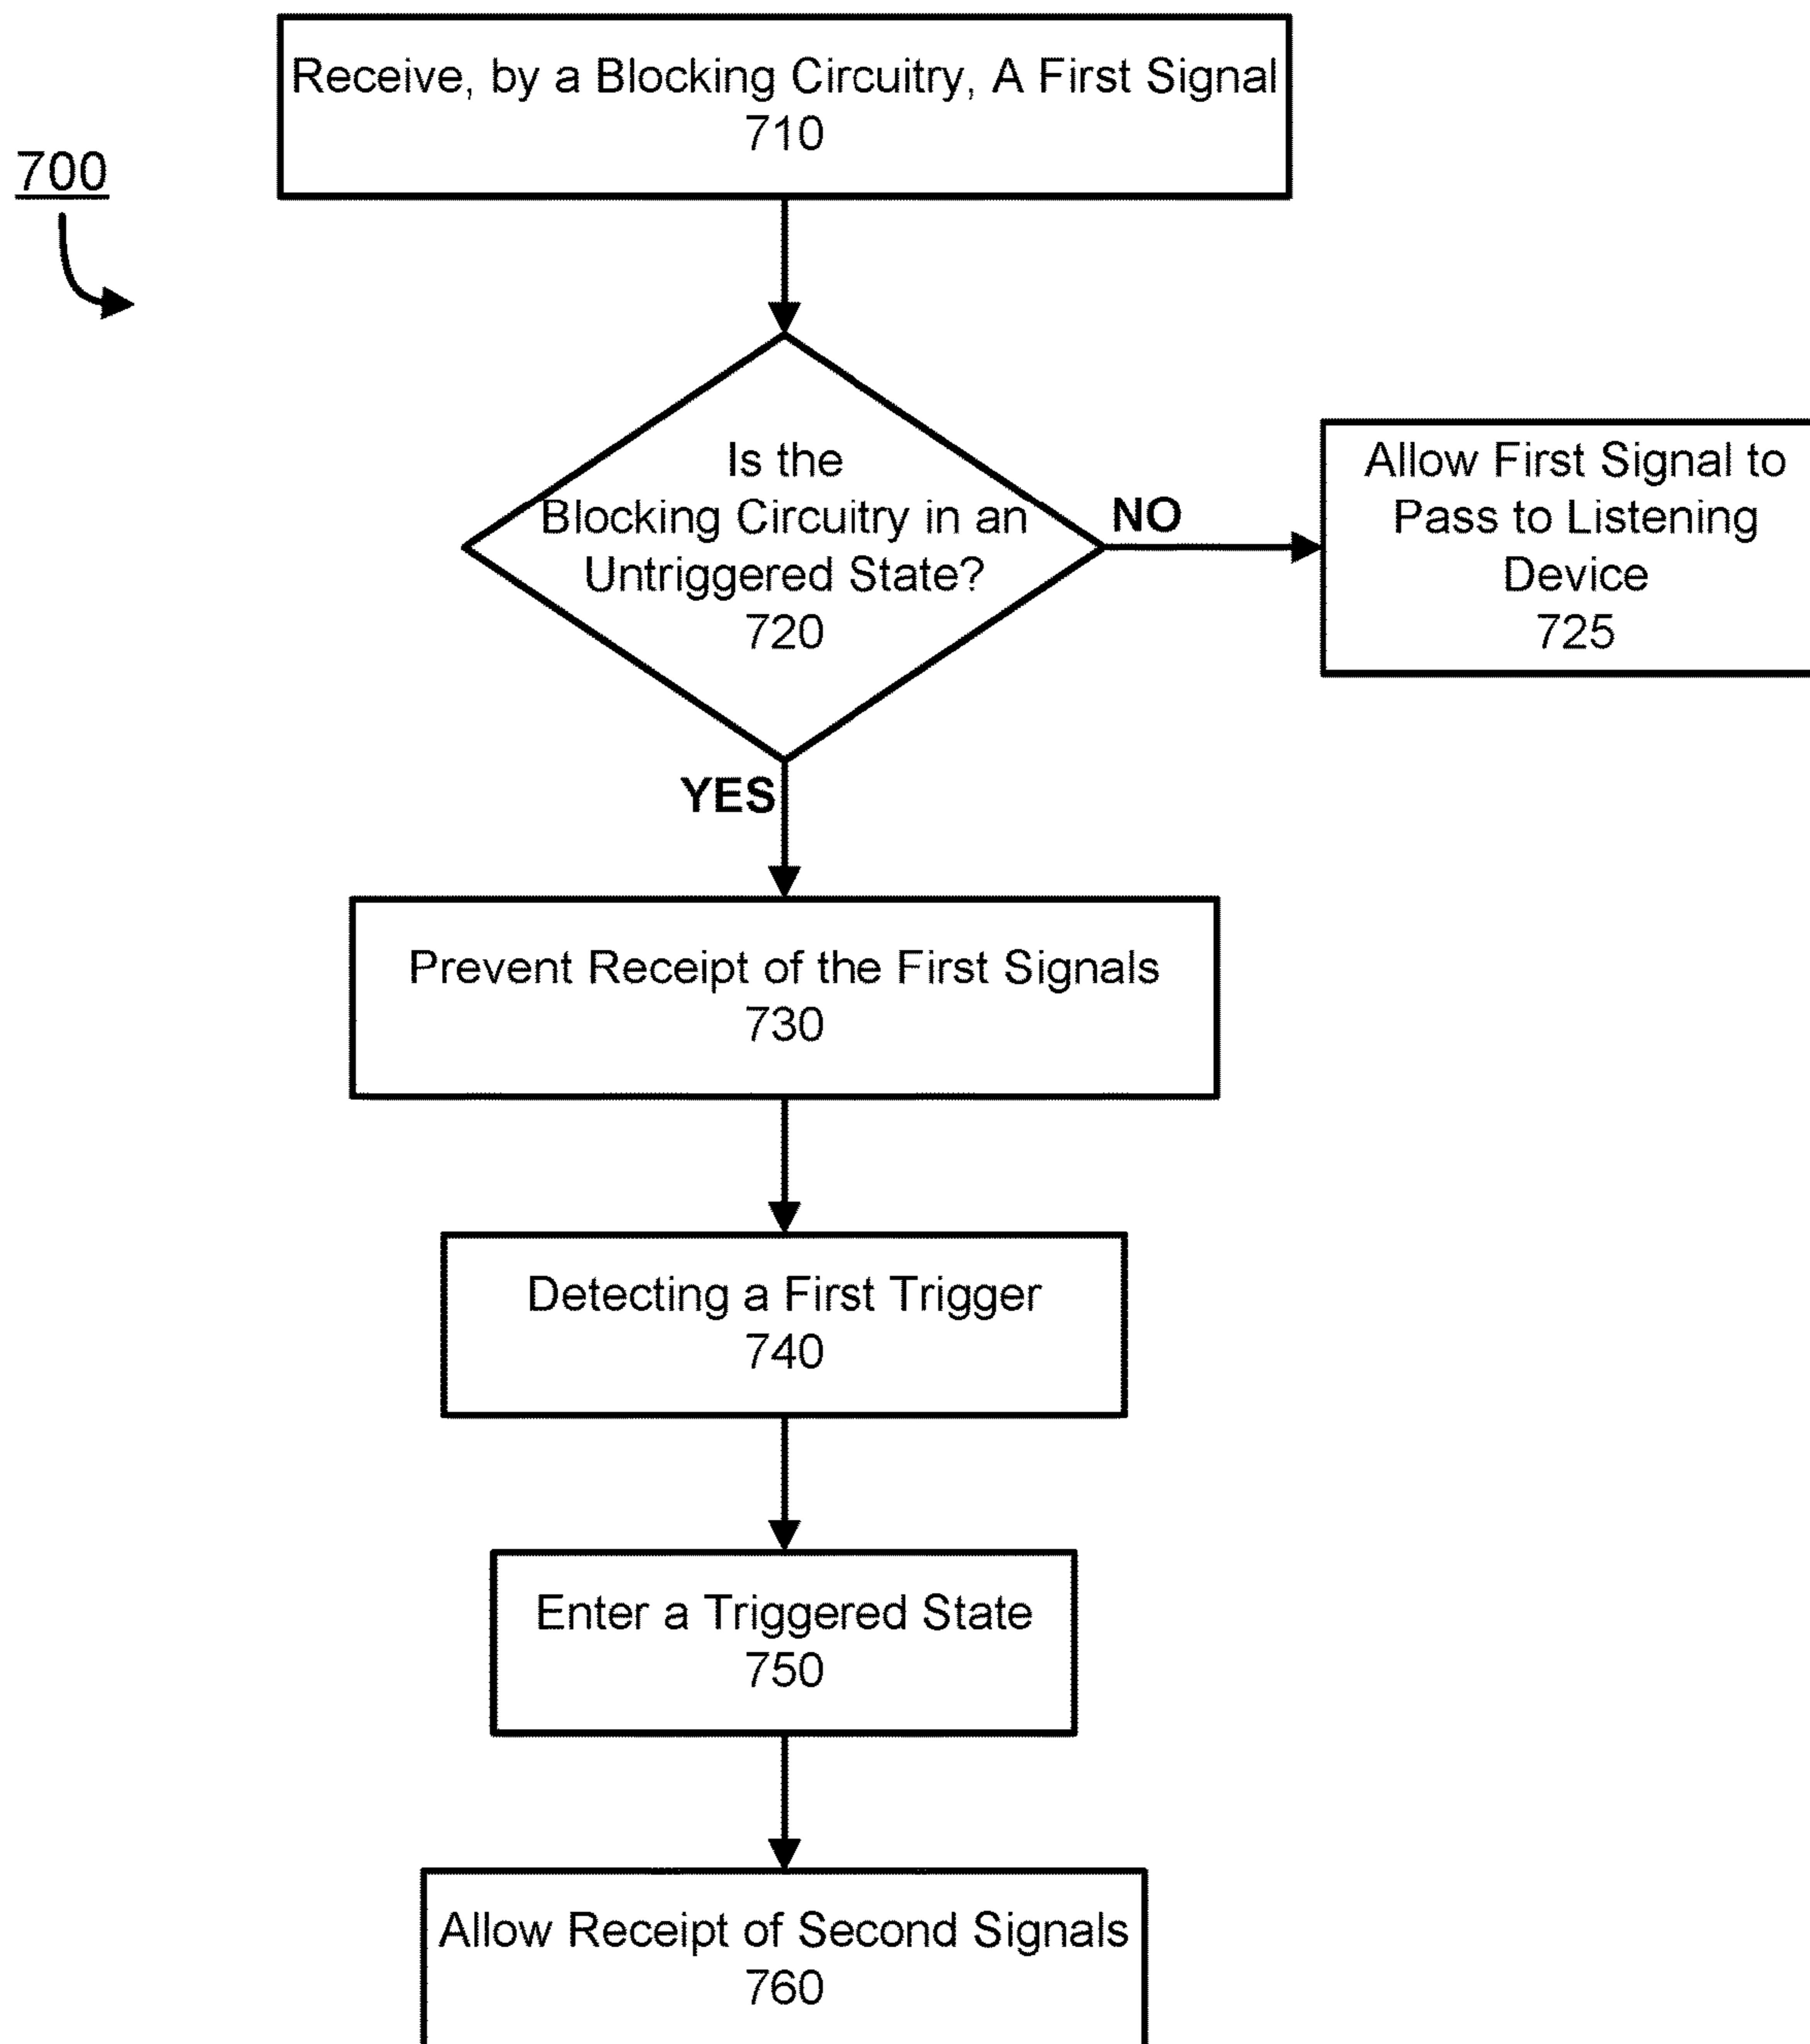 Receive, by a Blocking Circuitry, A First Signal
710
700
Is the
Blocking Circuitry in an
Untriggered State?
720
NO
Allow First Signal to
Pass to Listening
Device
725
YES
Prevent Receipt of the First Signals
730
Detecting a First Trigger
740
Enter a Triggered State
750
Allow Receipt of Second Signals
760